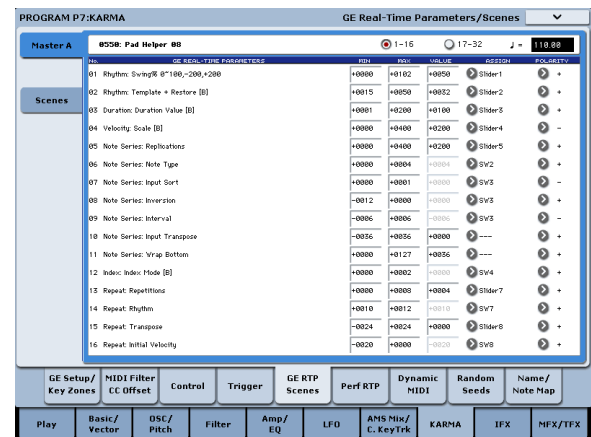 PROGRAM P7:KARMA GE Real-Time Parameters/Scenes
Master A
Scenes
0550: Pad Helper 08 1-16 17-32 ♩ = 110.00
No. GE REAL-TIME PARAMETERS MIN MAX VALUE ASSIGN POLARITY
01 Rhythm: Swing% 0~100,-200,+200 +0000 +0102 +0050 Slider1 +
02 Rhythm: Template + Restore [B] +0015 +0050 +0032 Slider2 +
03 Duration: Duration Value [B] +0001 +0200 +0100 Slider3 +
04 Velocity: Scale [B] +0000 +0400 +0200 Slider4 -
05 Note Series: Replications +0000 +0400 +0200 Slider5 +
06 Note Series: Note Type +0000 +0004 +0004 SW2 +
07 Note Series: Input Sort +0000 +0001 +0000 SW3 -
08 Note Series: Inversion -0012 +0000 +0000 SW3 -
09 Note Series: Interval -0006 +0006 -0006 SW3 +
10 Note Series: Input Transpose -0036 +0036 +0000 --- +
11 Note Series: Wrap Bottom +0000 +0127 +0036 --- +
12 Index: Index Mode [B] +0000 +0002 +0000 SW4 +
13 Repeat: Repetitions +0000 +0008 +0004 Slider7 +
14 Repeat: Rhythm +0010 +0012 +0010 SW7 +
15 Repeat: Transpose -0024 +0024 +0000 Slider8 +
16 Repeat: Initial Velocity -0020 +0000 -0020 SW8 +
GE Setup/ Key Zones
MIDI Filter CC Offset
Control
Trigger
GE RTP Scenes
Perf RTP
Dynamic MIDI
Random Seeds
Name/ Note Map
Play
Basic/ Vector
OSC/ Pitch
Filter
Amp/ EQ
LFO
AMS Mix/ C. KeyTrk
KARMA
IFX
MFX/TFX